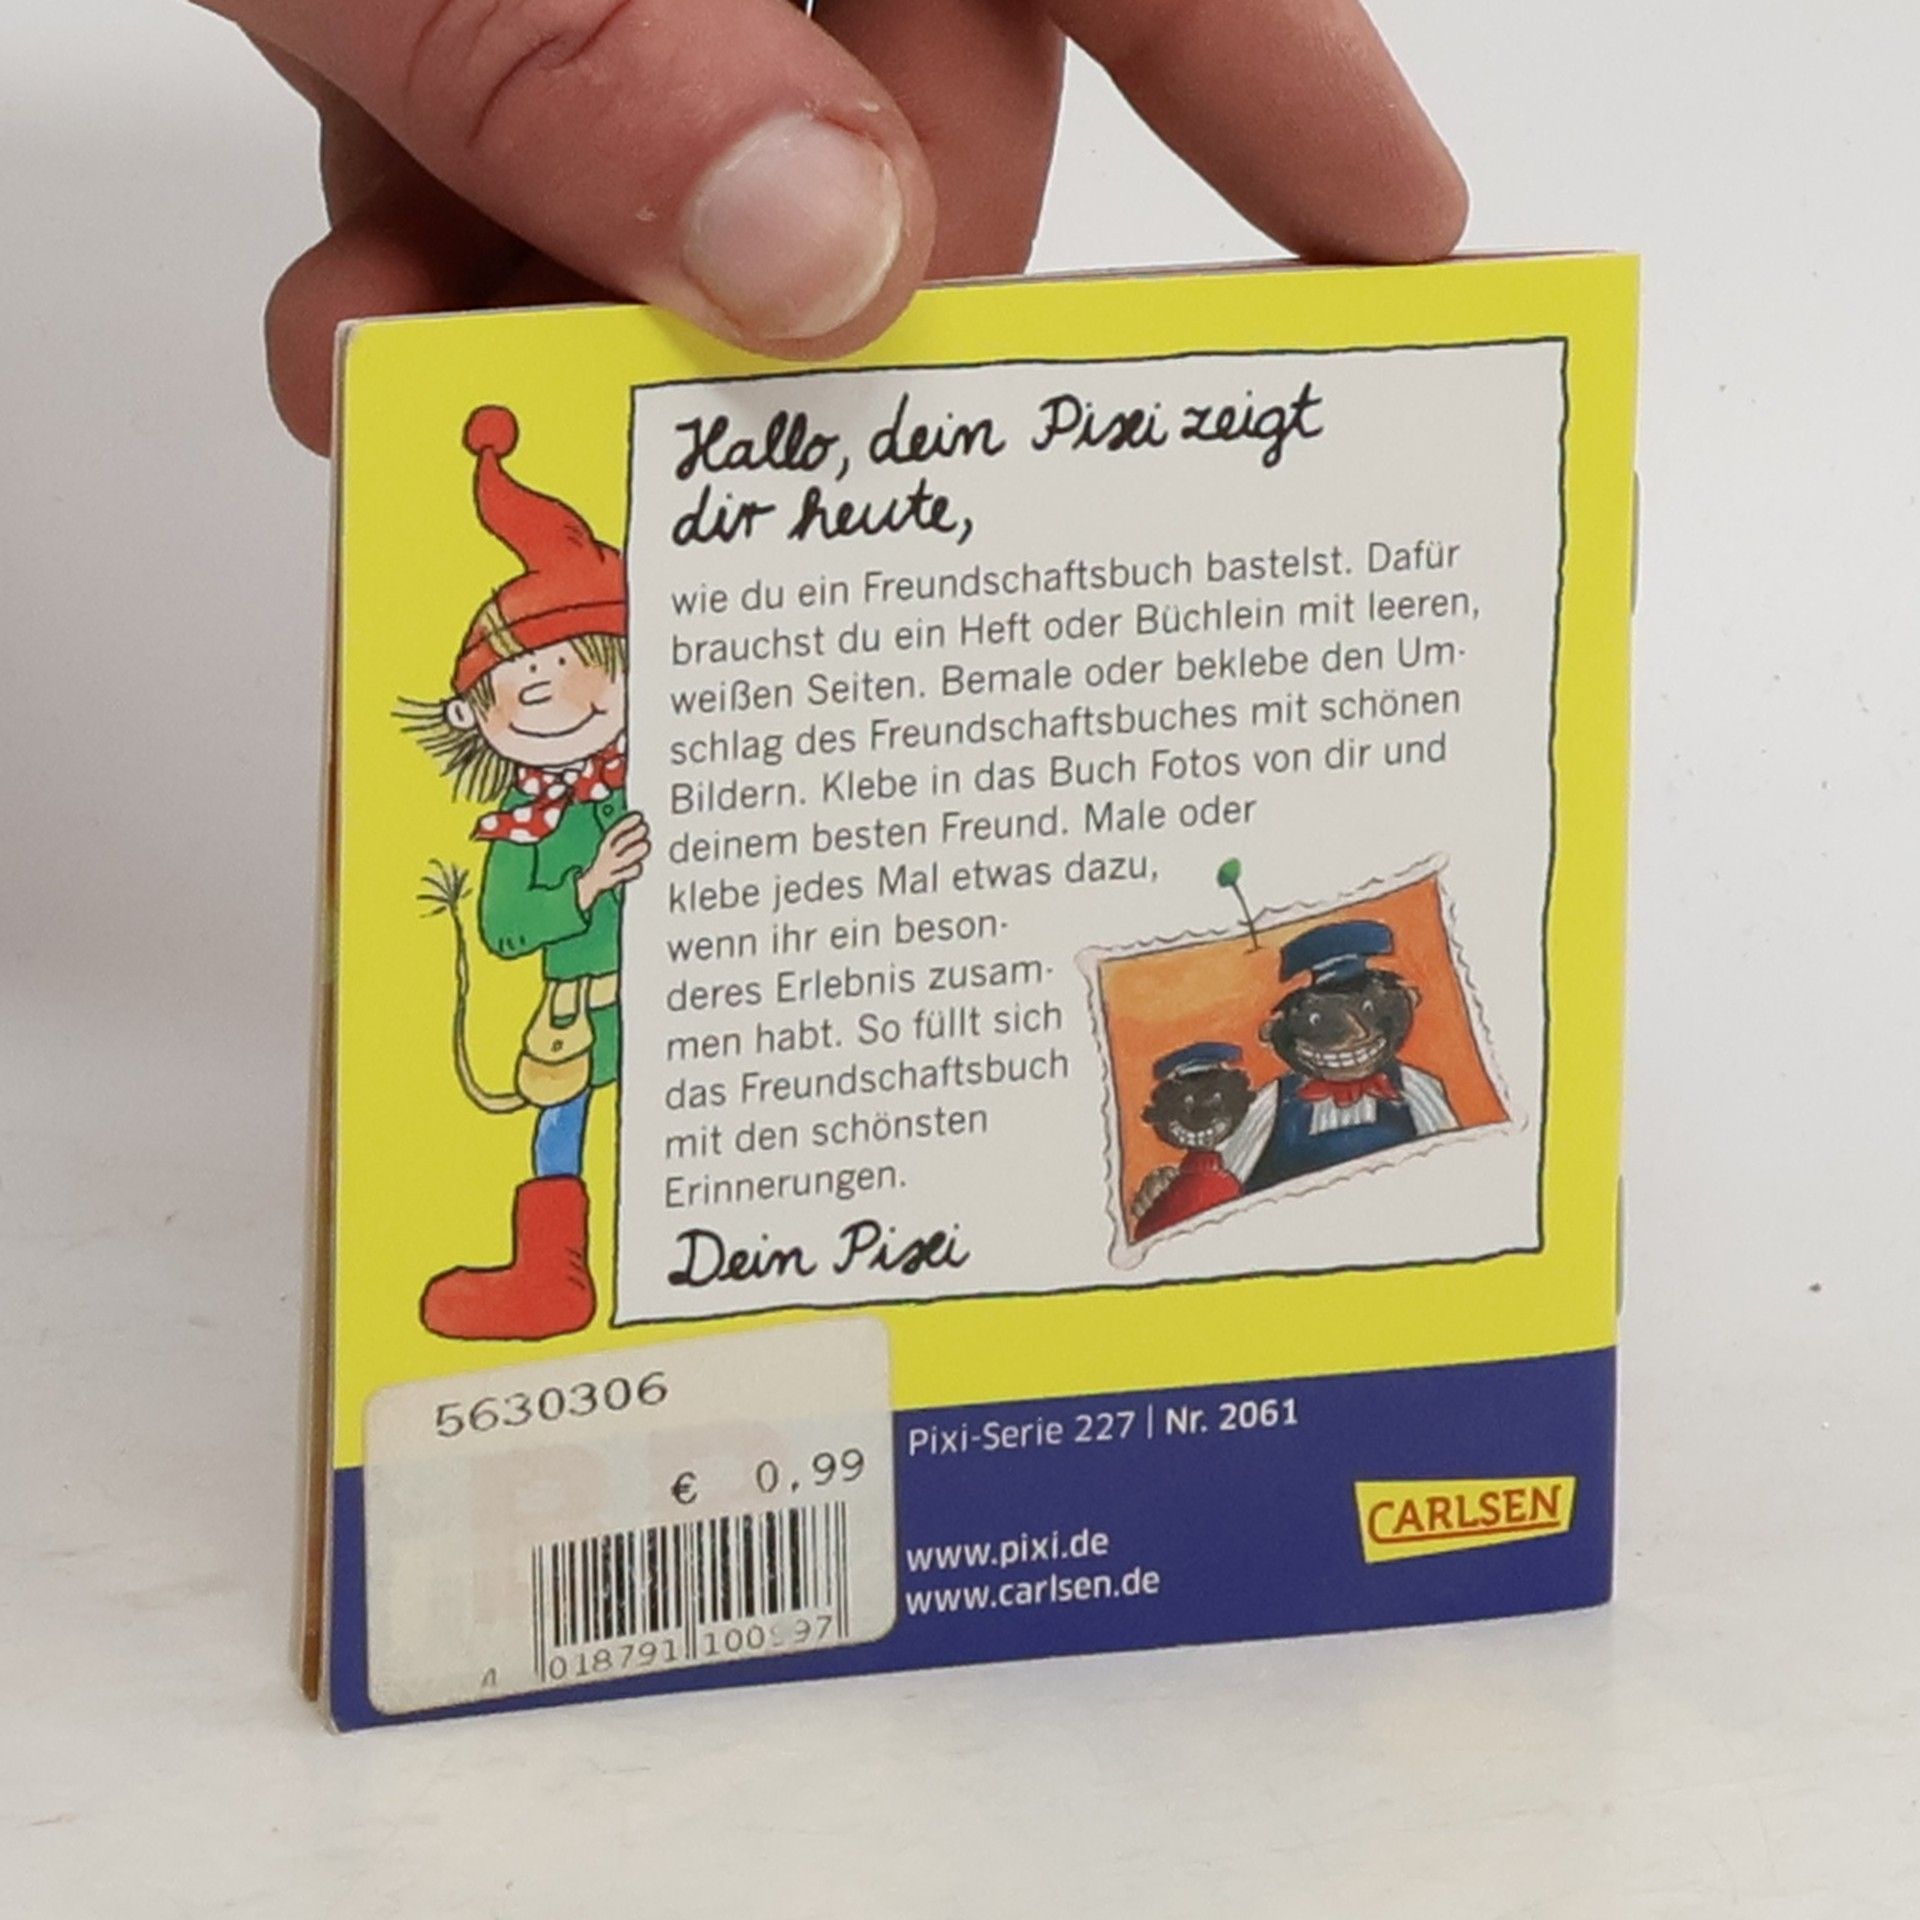 Hallo, dein Pixi zeigt
dir heute,
wie du ein Freundschaftsbuch bastelst. Dafür
brauchst du ein Heft oder Büchlein mit leeren,
weißen Seiten. Bemale oder beklebe den Um-
schlag des Freundschaftsbuches mit schönen
Bildern. Klebe in das Buch Fotos von dir und
deinem besten Freund. Male oder
klebe jedes Mal etwas dazu,
wenn ihr ein beson-
deres Erlebnis zusam-
men habt. So füllt sich
das Freundschaftsbuch
mit den schönsten
Erinnerungen.
Dein Pixi
5630306
€ 0,99
4 018791 100
Pixi-Serie 227 | Nr. 2061
www.pixi.de
www.carlsen.de
CARLSEN